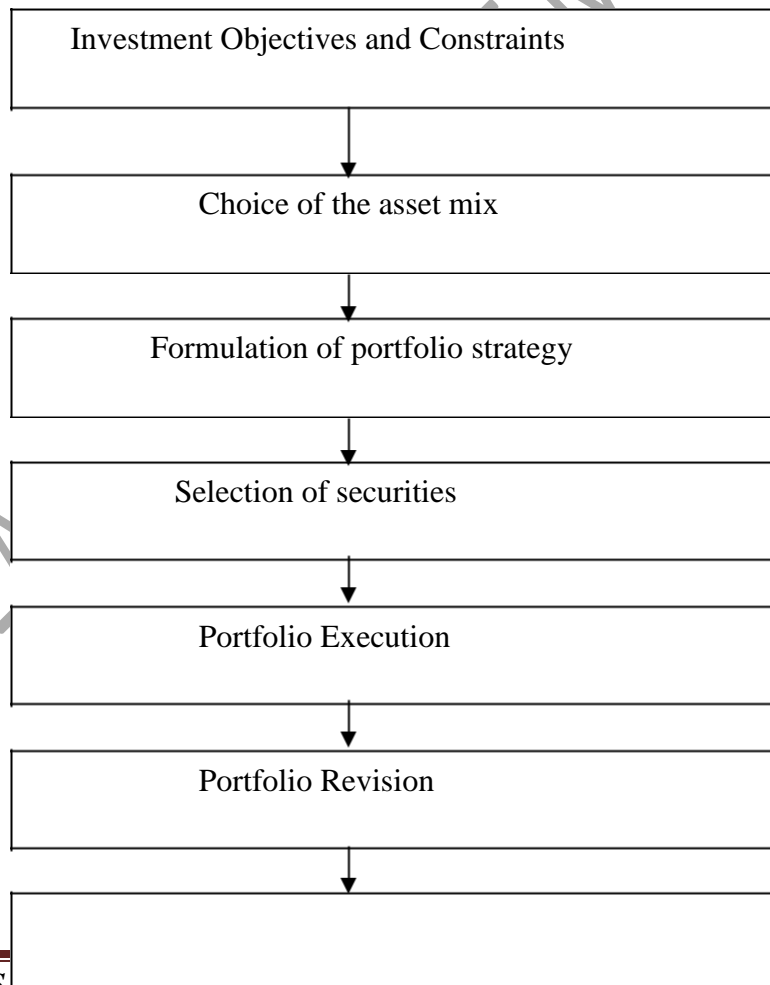 Investment Objectives and Constraints
Choice of the asset mix
Formulation of portfolio strategy
Selection of securities
Portfolio Execution
Portfolio Revision